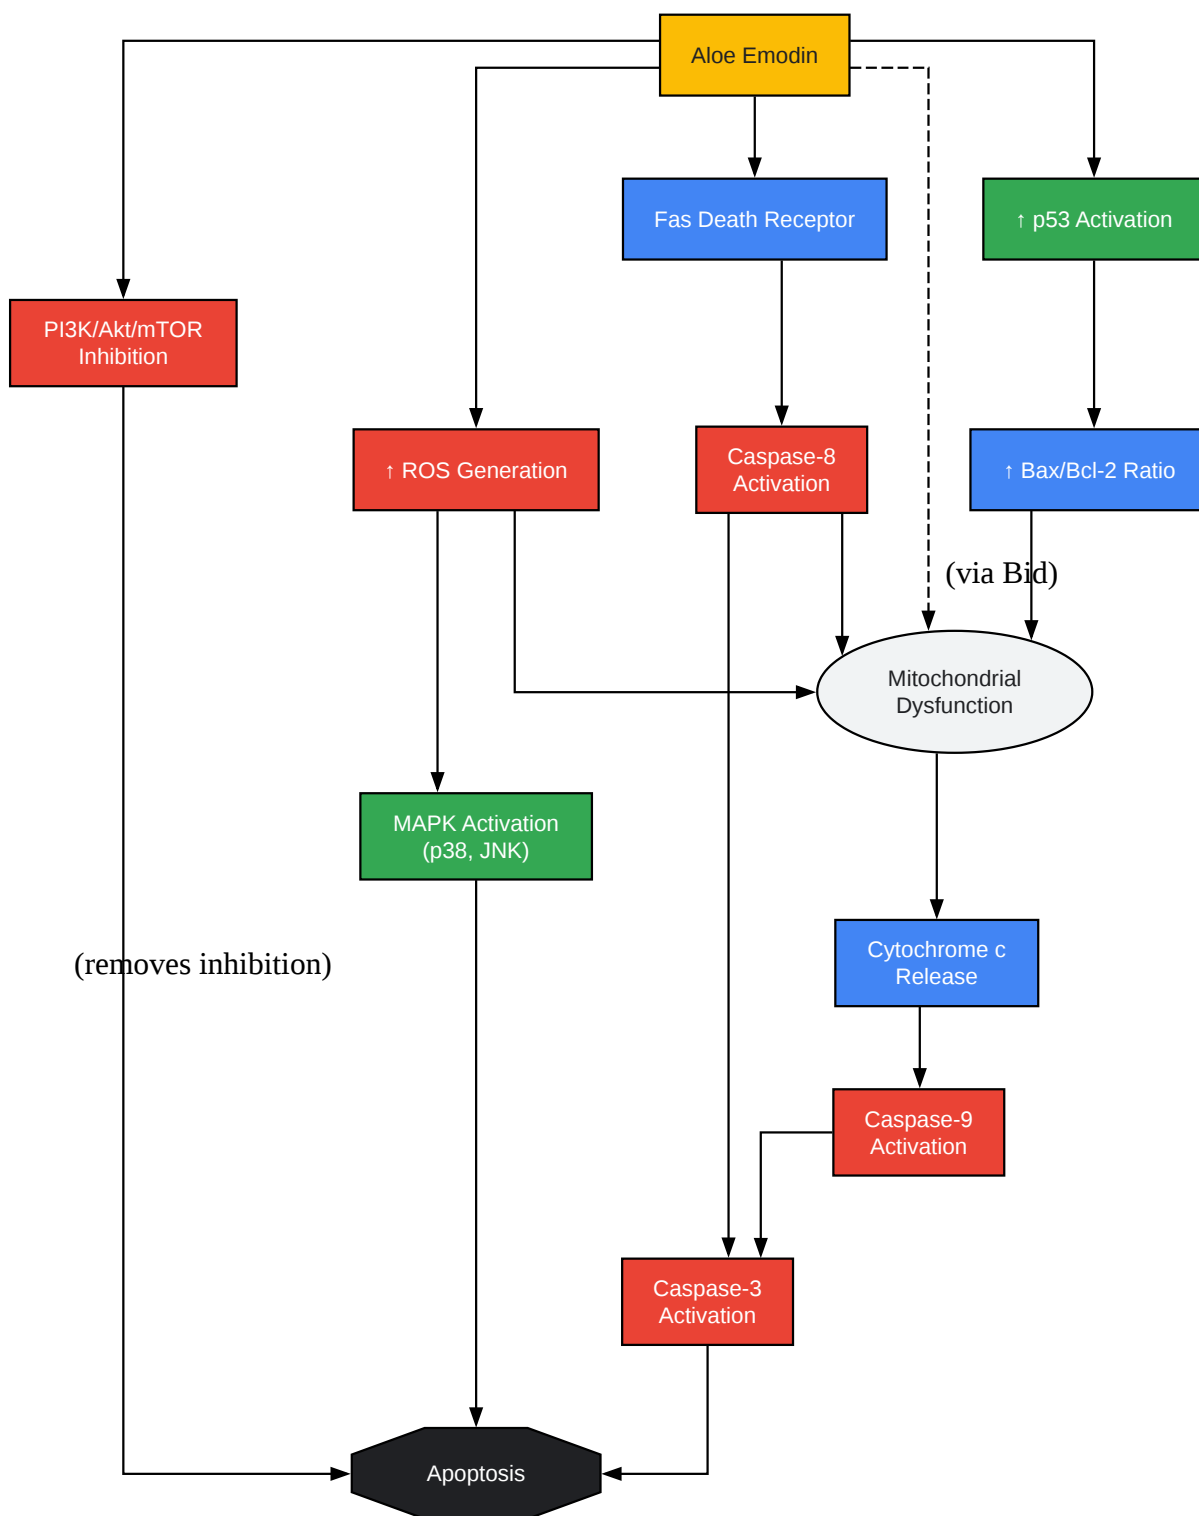 Aloe Emodin
Fas Death Receptor
↑ p53 Activation
PI3K/Akt/mTOR
Inhibition
↑ ROS Generation
Caspase-8
Activation
↑ Bax/Bcl-2 Ratio
(via Bid)
Mitochondrial
Dysfunction
MAPK Activation
(p38, JNK)
(removes inhibition)
Cytochrome c
Release
Caspase-9
Activation
Caspase-3
Activation
Apoptosis